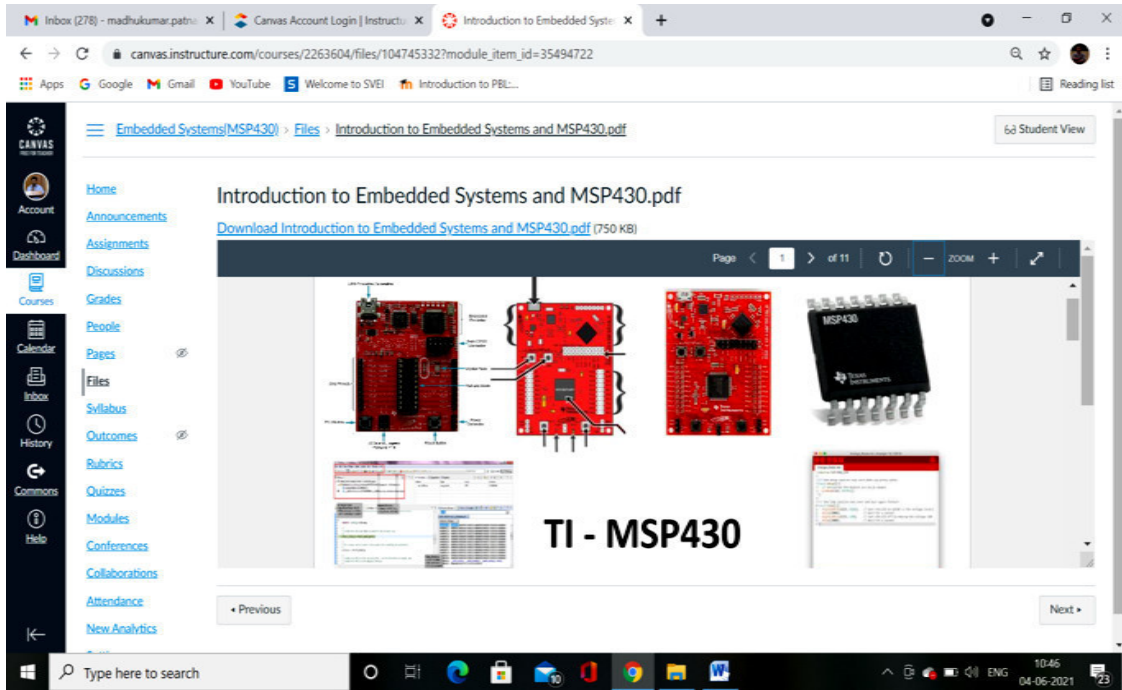 Inbox (278) - madhukumar.patna
Canvas Account Login | Instructu
Introduction to Embedded Syste
canvas.instructure.com/courses/2263604/files/104745332?module_item_id=35494722
Apps
Google
Gmail
YouTube
Welcome to SVEI
Introduction to PBL:...
Reading list
CANVAS
Embedded Systems(MSP430) > Files > Introduction to Embedded Systems and MSP430.pdf
Student View
Account
Dashboard
Courses
Calendar
Inbox
History
Commons
Help
Home
Announcements
Assignments
Discussions
Grades
People
Pages
Files
Syllabus
Outcomes
Rubrics
Quizzes
Modules
Conferences
Collaborations
Attendance
New Analytics
Introduction to Embedded Systems and MSP430.pdf
Download Introduction to Embedded Systems and MSP430.pdf (750 KB)
Page < 1 > of 11
− ZOOM +
MSP430
TEXAS
INSTRUMENTS
TI - MSP430
◂ Previous
Next ▸
Type here to search
10
ENG
10:46
04-06-2021
23